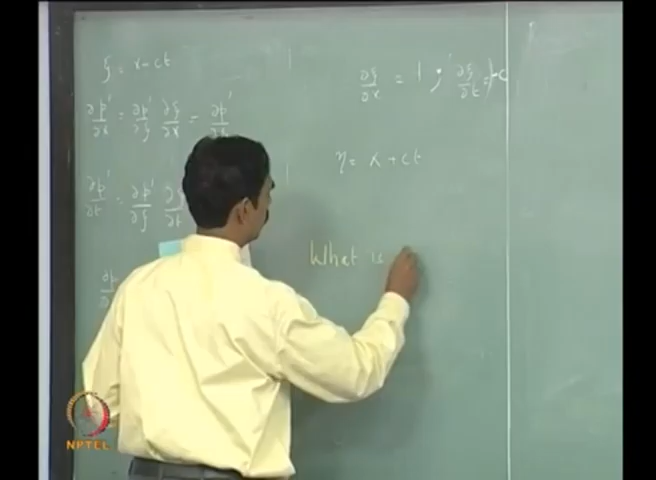 ξ = x - ct
∂p'/∂x = ∂p'/∂ξ ∂ξ/∂x = ∂p'/∂x
∂p'/∂t = ∂p'/∂ξ ∂ξ/∂t
∂p
∂ξ/∂x = 1 ; ∂ξ/∂t = -c
η = x + ct
What is
NPTEL